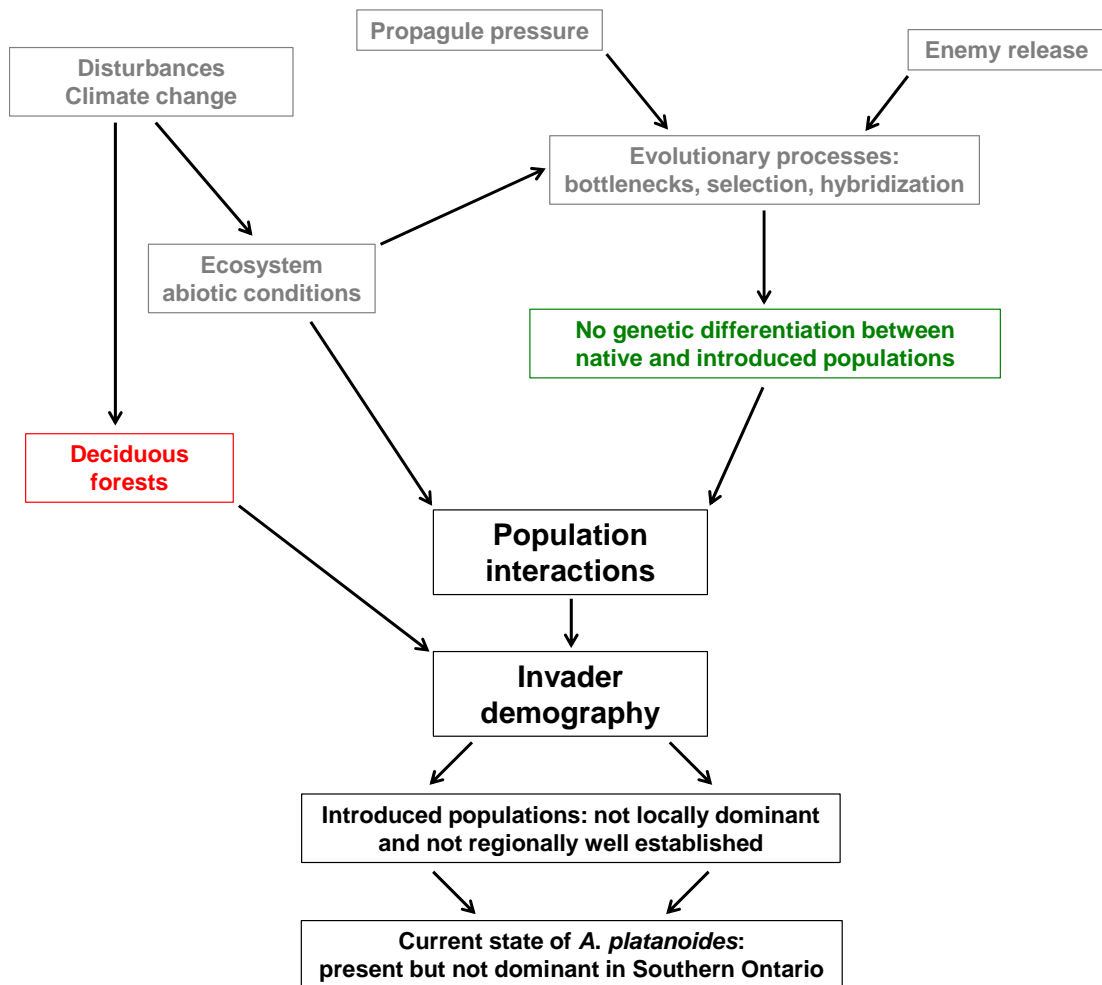 Propagule pressure
Enemy release
Disturbances
Climate change
Evolutionary processes:
bottlenecks, selection, hybridization
Ecosystem
abiotic conditions
No genetic differentiation between
native and introduced populations
Deciduous
forests
Population
interactions
Invader
demography
Introduced populations: not locally dominant
and not regionally well established
Current state of A. platanoides:
present but not dominant in Southern Ontario